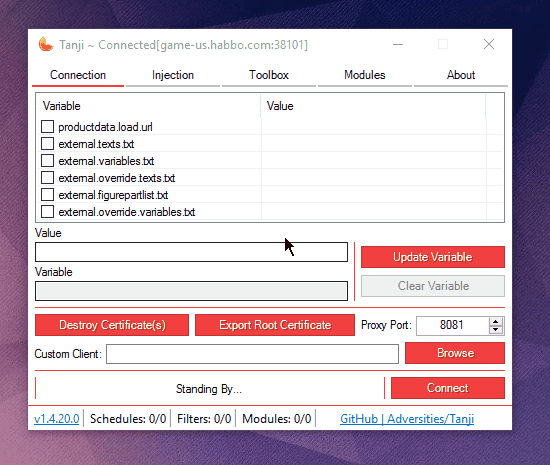 Tanji ~ Connected[game-us.habbo.com:38101]
Connection Injection Toolbox Modules About
Variable Value
productdata.load.url
external.texts.txt
external.variables.txt
external.override.texts.txt
external.figurepartlist.txt
external.override.variables.txt
Value
Update Variable
Variable
Clear Variable
Destroy Certificate(s) Export Root Certificate Proxy Port: 8081
Custom Client: Browse
Standing By... Connect
v1.4.20.0 Schedules: 0/0 Filters: 0/0 Modules: 0/0 GitHub | Adversities/Tanji